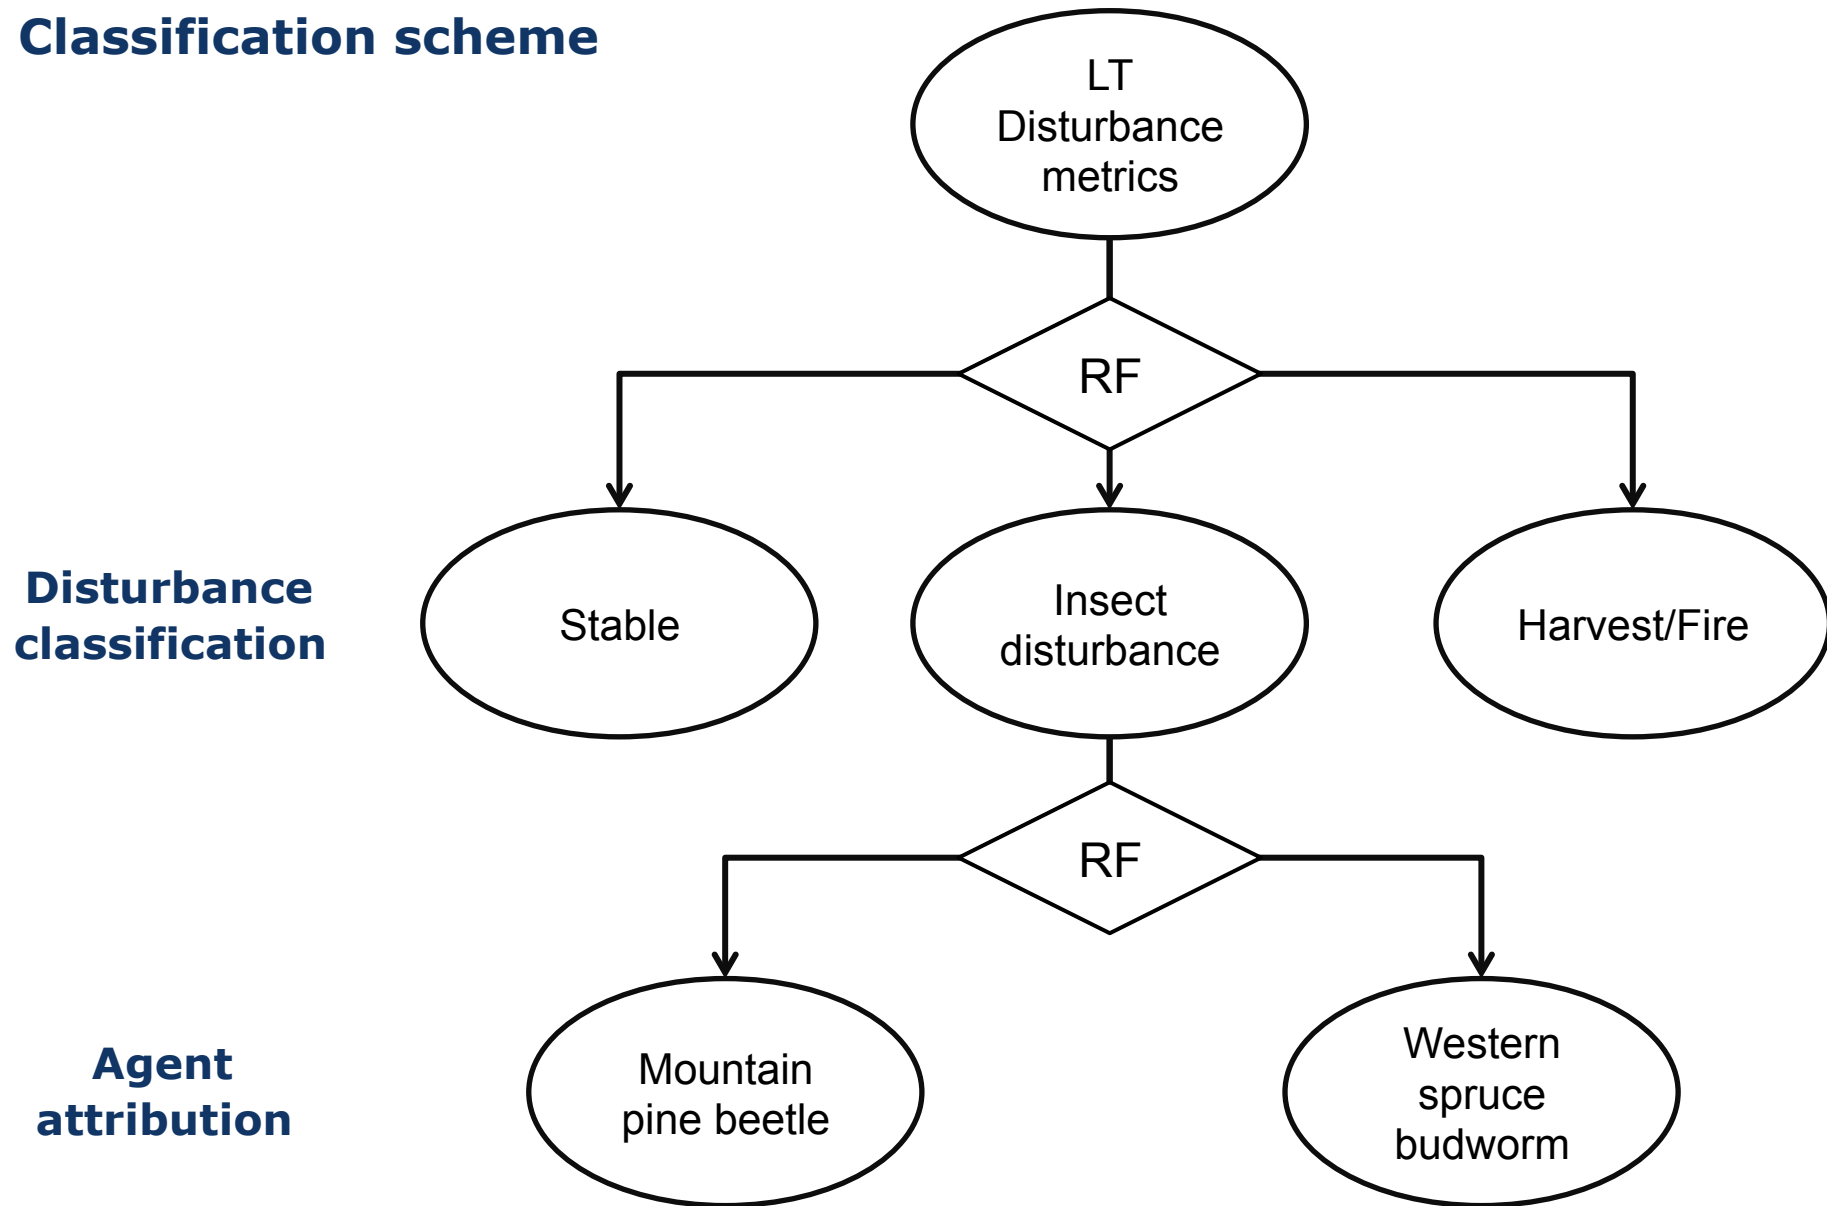 Classification scheme
LT
Disturbance
metrics
RF
Disturbance
classification
Stable
Insect
disturbance
Harvest/Fire
RF
Agent
attribution
Mountain
pine beetle
Western
spruce
budworm